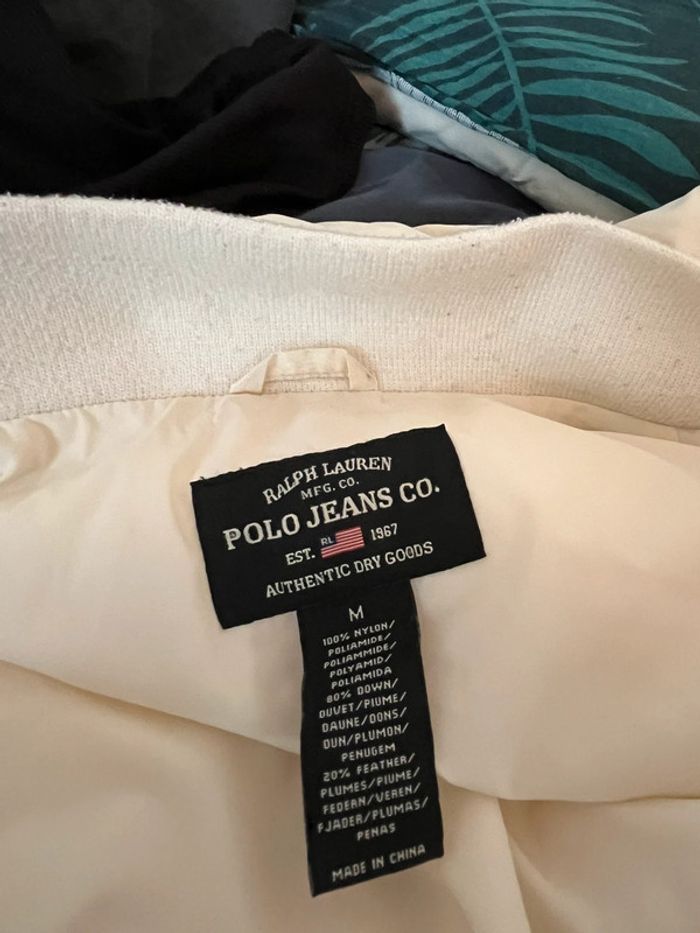 RALPH LAUREN
MFG. CO.
POLO JEANS CO.
EST. RL 1967
AUTHENTIC DRY GOODS
M
100% NYLON/
POLIAMIDE/
POLIAMMIDE/
POLYAMID/
POLIAMIDA
80% DOWN/
DUVET/PIUME/
DAUNE/DONS/
DUN/PLUMON/
PENUGEM
20% FEATHER/
PLUMES/PIUME/
FEDERN/VEREN/
FJADER/PLUMAS/
PENAS
MADE IN CHINA